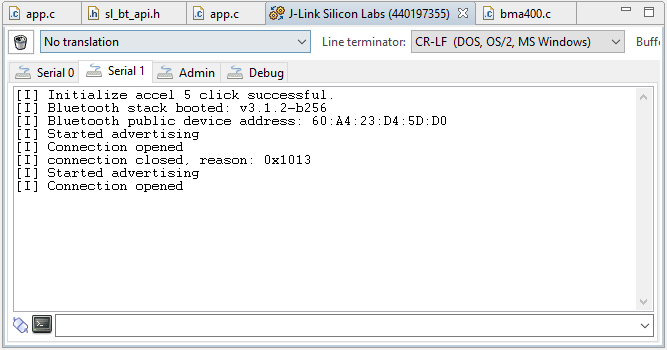 app.c
sl_bt_api.h
app.c
J-Link Silicon Labs (440197355)
bma400.c
No translation
Line terminator:
CR-LF (DOS, OS/2, MS Windows)
Buff
Serial 0
Serial 1
Admin
Debug
[I] Initialize accel 5 click successful.
[I] Bluetooth stack booted: v3.1.2-b256
[I] Bluetooth public device address: 60:A4:23:D4:5D:D0
[I] Started advertising
[I] Connection opened
[I] connection closed, reason: 0x1013
[I] Started advertising
[I] Connection opened